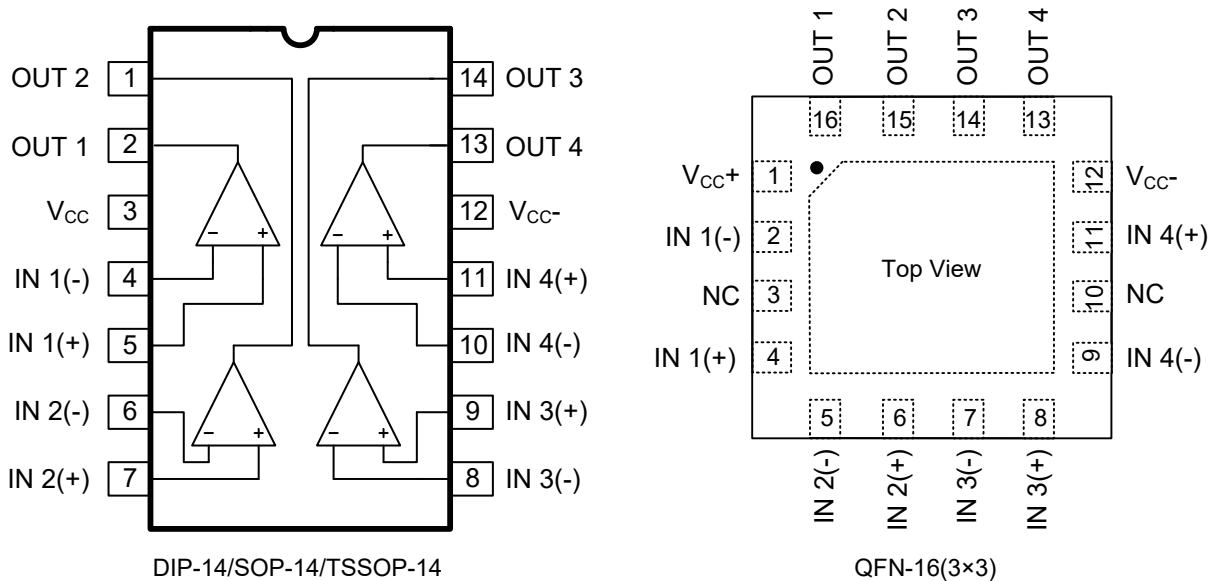 OUT 2 1 14 OUT 3
OUT 1 2 13 OUT 4
VCC 3 12 VCC-
- + - +
IN 1(-) 4 11 IN 4(+)
IN 1(+) 5 10 IN 4(-)
IN 2(-) 6 9 IN 3(+)
- + - +
IN 2(+) 7 8 IN 3(-)
DIP-14/SOP-14/TSSOP-14
OUT 1
OUT 2
OUT 3
OUT 4
16 15 14 13
VCC+ 1 12 VCC-
IN 1(-) 2 11 IN 4(+)
Top View
NC 3 10 NC
IN 1(+) 4 9 IN 4(-)
5 6 7 8
IN 2(-)
IN 2(+)
IN 3(-)
IN 3(+)
QFN-16(3×3)